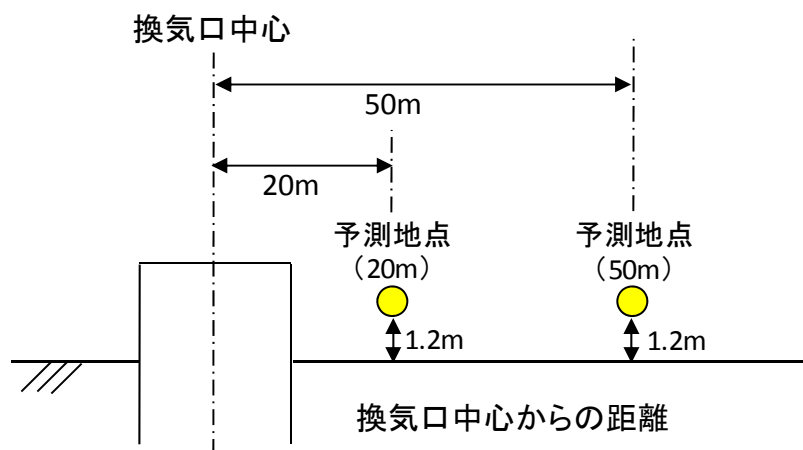 換気口中心
50m
20m
予測地点
（20m）
予測地点
（50m）
1.2m
1.2m
換気口中心からの距離